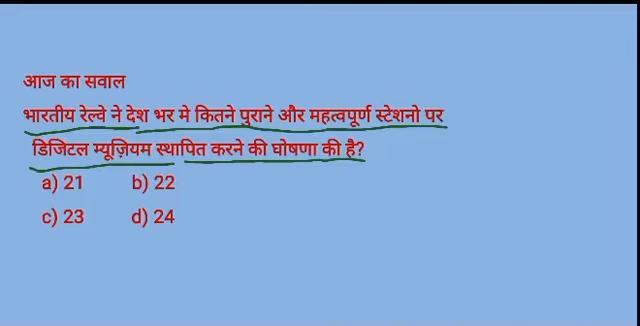 आज का सवाल
भारतीय रेल्वे ने देश भर मे कितने पुराने और महत्वपूर्ण स्टेशनो पर
डिजिटल म्यूज़ियम स्थापित करने की घोषणा की है?
a) 21 b) 22
c) 23 d) 24